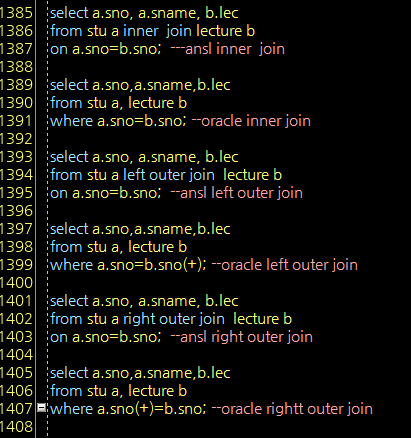 1385 select a.sno, a.sname, b.lec
1386 from stu a inner  join lecture b
1387 on a.sno=b.sno;  ---ansl inner  join
1388
1389 select a.sno,a.sname,b.lec
1390 from stu a, lecture b
1391 where a.sno=b.sno; --oracle inner join
1392
1393 select a.sno, a.sname, b.lec
1394 from stu a left outer join  lecture b
1395 on a.sno=b.sno;  --ansl left outer join
1396
1397 select a.sno,a.sname,b.lec
1398 from stu a, lecture b
1399 where a.sno=b.sno(+); --oracle left outer join
1400
1401 select a.sno, a.sname, b.lec
1402 from stu a right outer join  lecture b
1403 on a.sno=b.sno;  --ansl right outer join
1404
1405 select a.sno,a.sname,b.lec
1406 from stu a, lecture b
1407 where a.sno(+)=b.sno; --oracle rightt outer join
1408